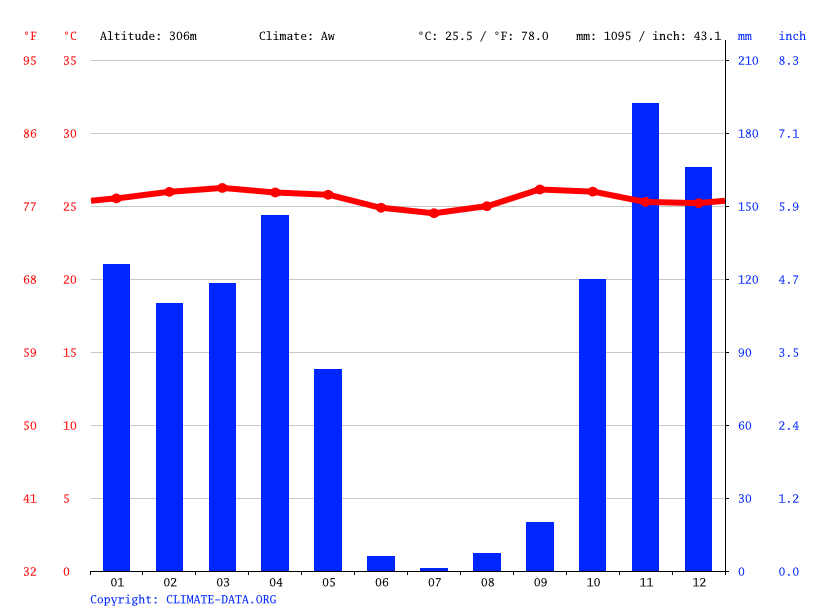 °F °C Altitude: 306m Climate: Aw °C: 25.5 / °F: 78.0 mm: 1095 / inch: 43.1 mm inch
95 35 210 8.3
86 30 180 7.1
77 25 150 5.9
68 20 120 4.7
59 15 90 3.5
50 10 60 2.4
41 5 30 1.2
32 0 0 0.0
01 02 03 04 05 06 07 08 09 10 11 12
Copyright: CLIMATE-DATA.ORG